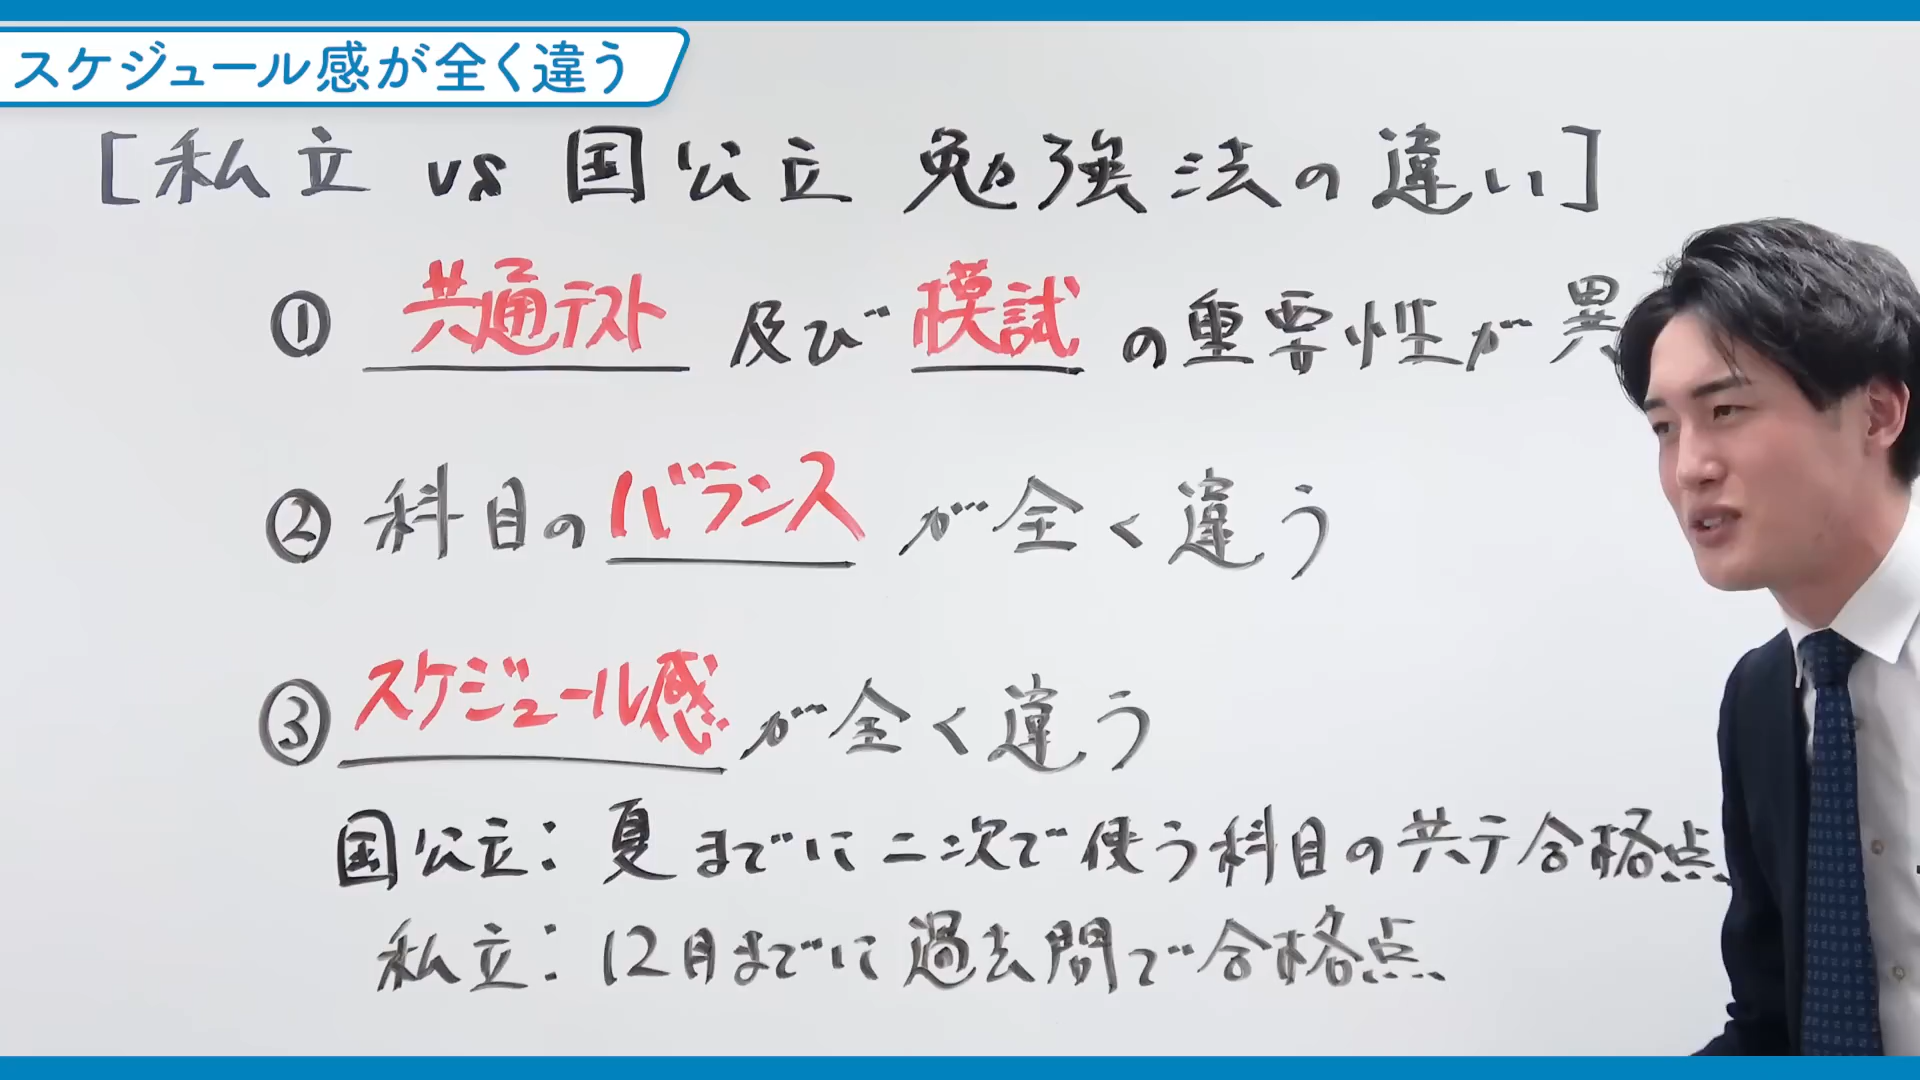 スケジュール感が全く違う
[私立 vs 国公立 勉強法の違い]
① 共通テスト 及び 模試 の重要性が異
② 科目のバランス が全く違う
③ スケジュール感 が全く違う
国公立：夏までに二次で使う科目の共テ合格点
私立：12月までに過去問で合格点